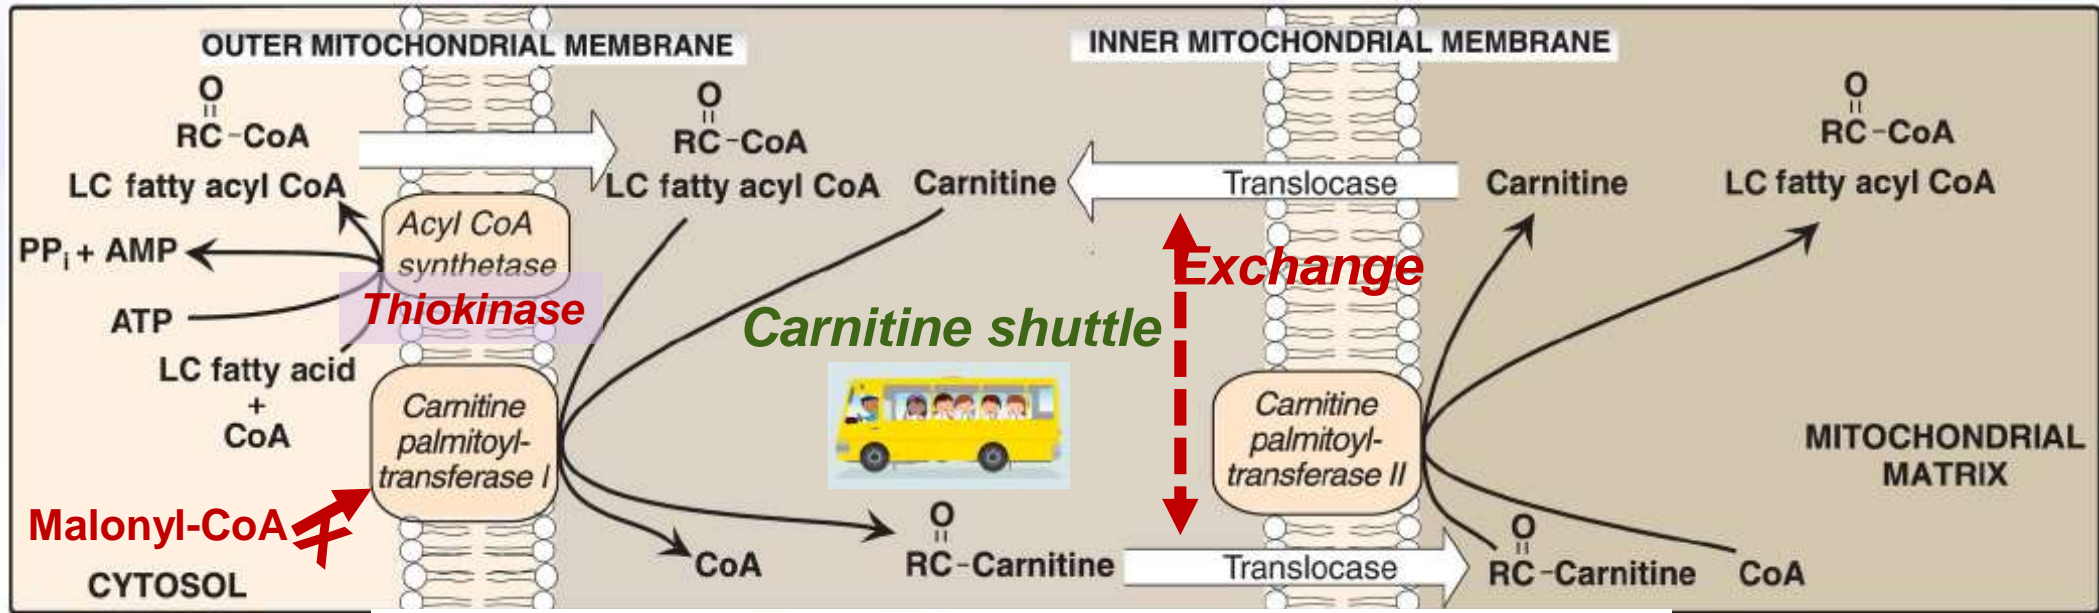 OUTER MITOCHONDRIAL MEMBRANE
INNER MITOCHONDRIAL MEMBRANE
O
RC-CoA
LC fatty acyl CoA
PPi + AMP
ATP
LC fatty acid
+
CoA
Acyl CoA
synthetase
Thiokinase
Carnitine
palmitoyl-
transferase I
Malonyl-CoA
X
CYTOSOL
O
RC-CoA
LC fatty acyl CoA
Carnitine
Translocase
Carnitine
Exchange
Carnitine shuttle
CoA
O
RC-Carnitine
Translocase
Carnitine
palmitoyl-
transferase II
O
RC-CoA
LC fatty acyl CoA
MITOCHONDRIAL
MATRIX
O
RC-Carnitine
CoA